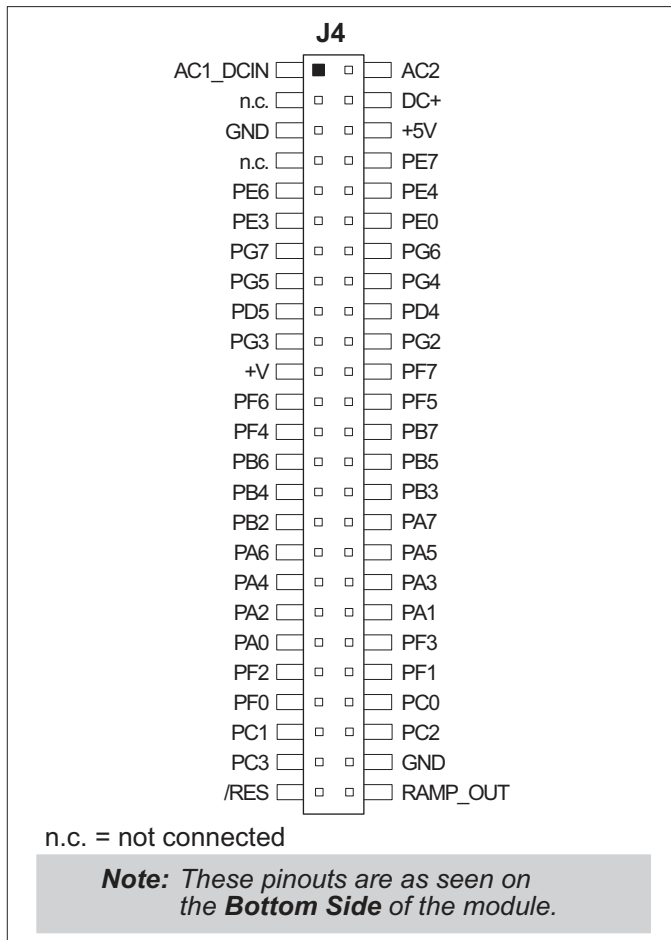 J4
AC1_DCIN AC2
n.c. DC+
GND +5V
n.c. PE7
PE6 PE4
PE3 PE0
PG7 PG6
PG5 PG4
PD5 PD4
PG3 PG2
+V PF7
PF6 PF5
PF4 PB7
PB6 PB5
PB4 PB3
PB2 PA7
PA6 PA5
PA4 PA3
PA2 PA1
PA0 PF3
PF2 PF1
PF0 PC0
PC1 PC2
PC3 GND
/RES RAMP_OUT
n.c. = not connected
Note: These pinouts are as seen on
the Bottom Side of the module.